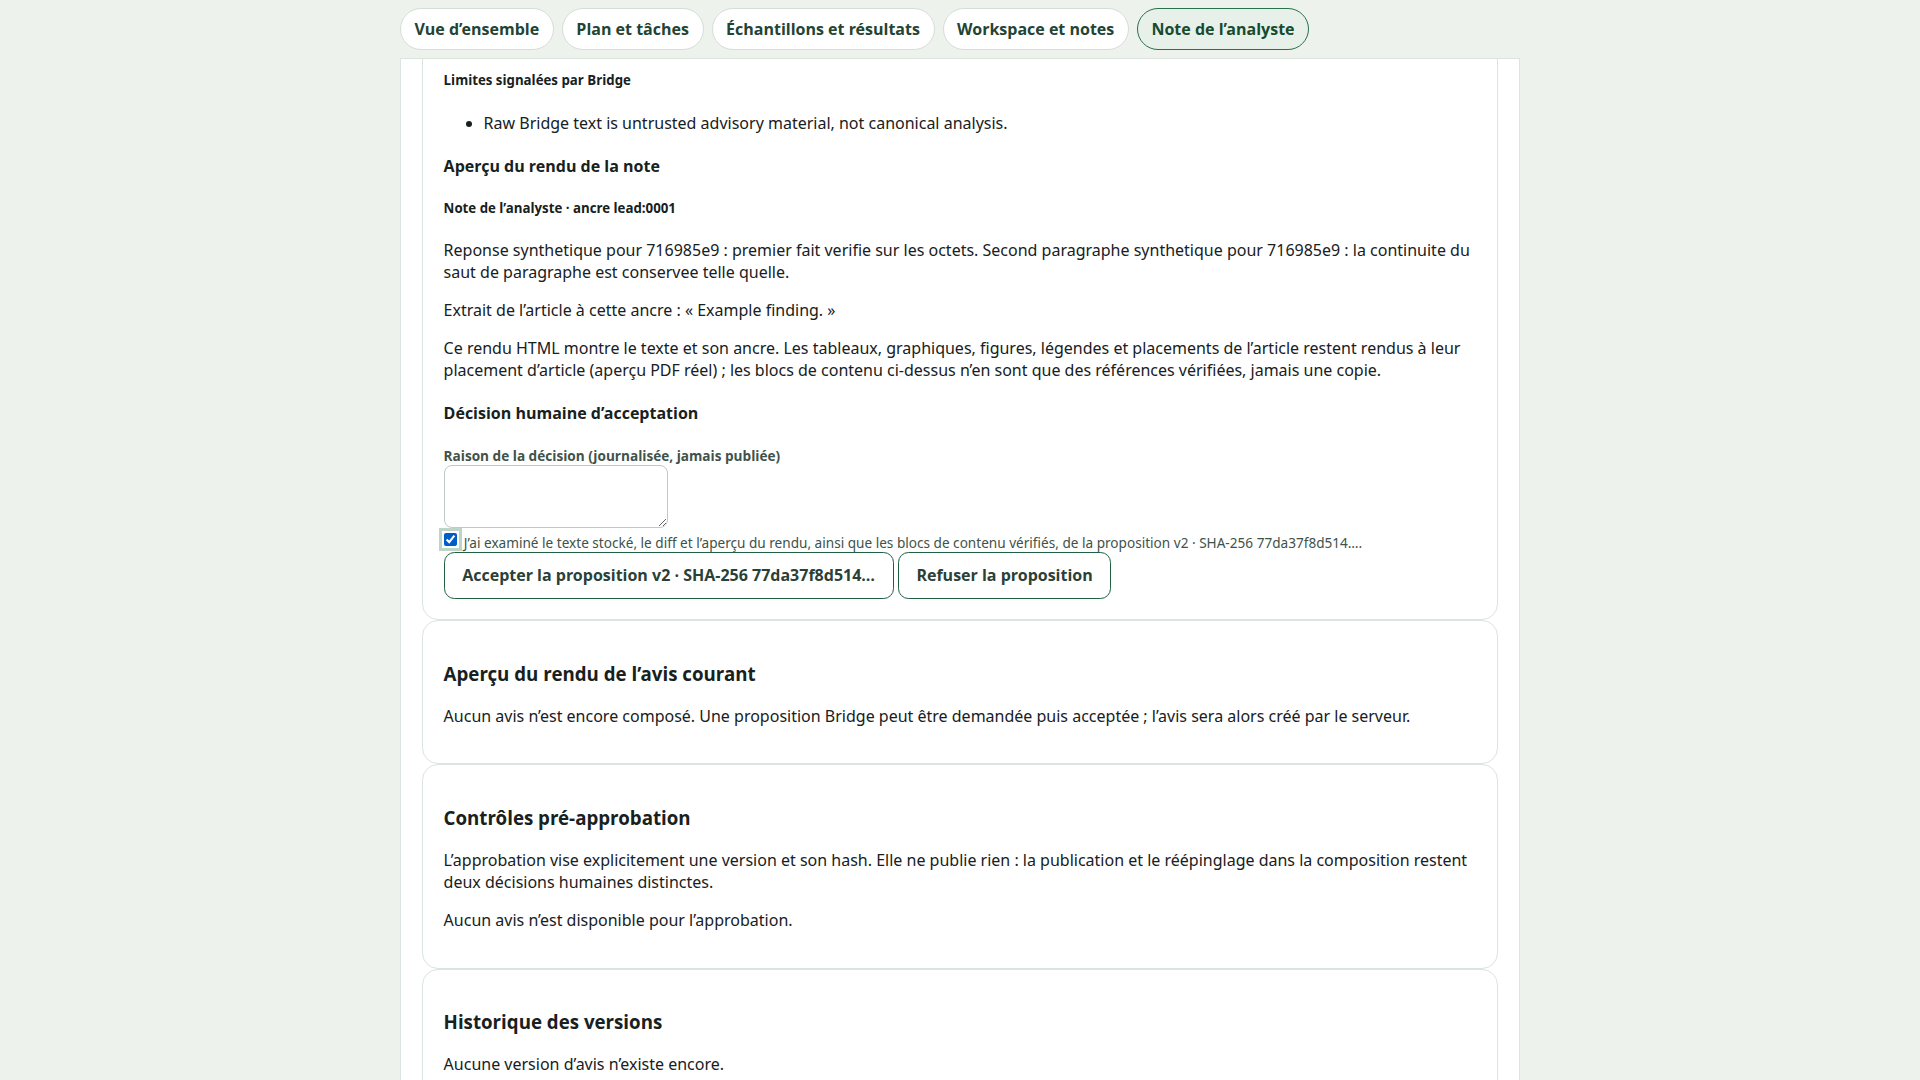 Vue d’ensemble
Plan et tâches
Échantillons et résultats
Workspace et notes
Note de l’analyste
Limites signalées par Bridge
Raw Bridge text is untrusted advisory material, not canonical analysis.
Aperçu du rendu de la note
Note de l’analyste · ancre lead:0001
Reponse synthetique pour 716985e9 : premier fait verifie sur les octets. Second paragraphe synthetique pour 716985e9 : la continuite du
saut de paragraphe est conservee telle quelle.
Extrait de l’article à cette ancre : « Example finding. »
Ce rendu HTML montre le texte et son ancre. Les tableaux, graphiques, figures, légendes et placements de l’article restent rendus à leur
placement d’article (aperçu PDF réel) ; les blocs de contenu ci-dessus n’en sont que des références vérifiées, jamais une copie.
Décision humaine d’acceptation
Raison de la décision (journalisée, jamais publiée)
J’ai examiné le texte stocké, le diff et l’aperçu du rendu, ainsi que les blocs de contenu vérifiés, de la proposition v2 · SHA-256 77da37f8d514….
Accepter la proposition v2 · SHA-256 77da37f8d514…
Refuser la proposition
Aperçu du rendu de l’avis courant
Aucun avis n’est encore composé. Une proposition Bridge peut être demandée puis acceptée ; l’avis sera alors créé par le serveur.
Contrôles pré-approbation
L’approbation vise explicitement une version et son hash. Elle ne publie rien : la publication et le réépinglage dans la composition restent
deux décisions humaines distinctes.
Aucun avis n’est disponible pour l’approbation.
Historique des versions
Aucune version d’avis n’existe encore.